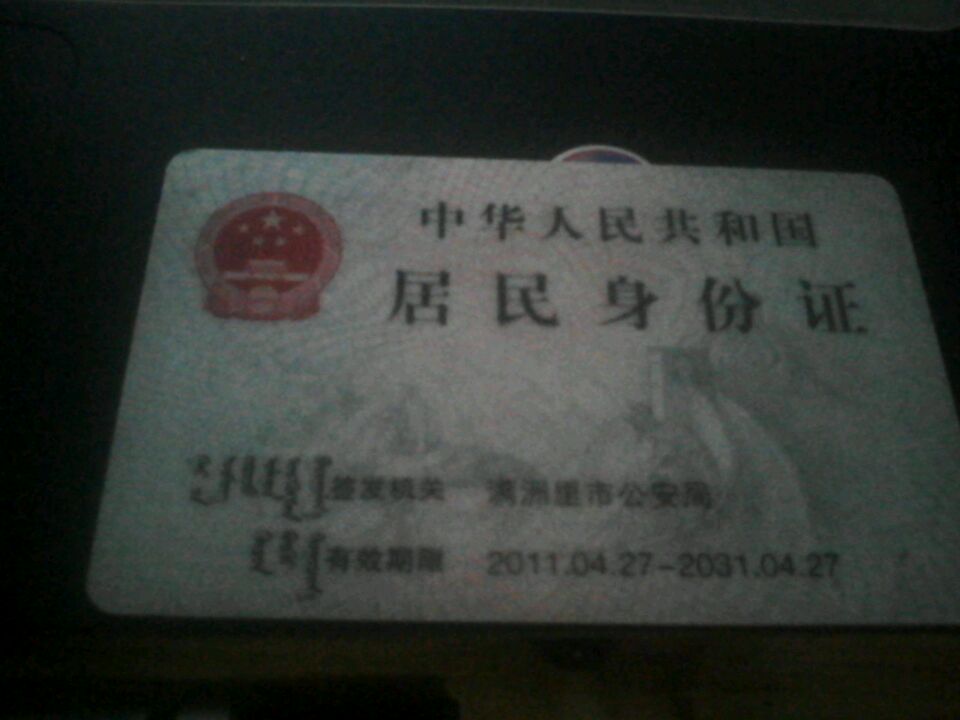 中华人民共和国
居民身份证
签发机关 满洲里市公安局
有效期限 2011.04.27-2031.04.27